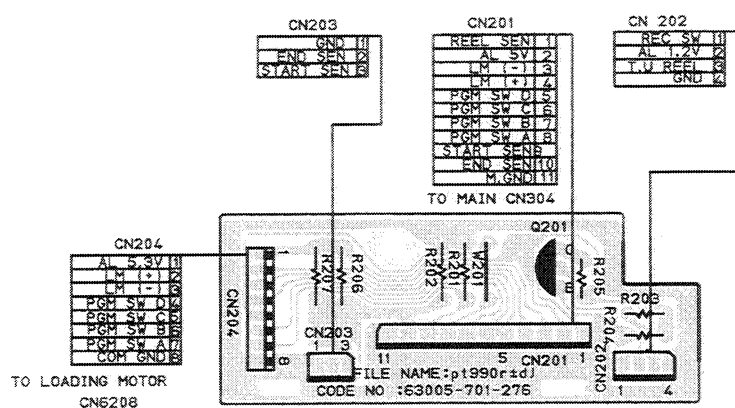 CN203
GND 1
END SEN 2
START SEN 3
CN201
REEL SEN 1
AL 5V 2
LM (-) 3
LM (+) 4
PGM SW D 5
PGM SW C 6
PGM SW B 7
PGM SW A 8
START SEN 9
END SEN 10
M.GND 11
TO MAIN CN304
CN 202
REC SW 1
AL 1.2V 2
T.U REEL 3
GND 4
CN204
AL 5.3V 1
LM (+) 2
LM (-) 3
PGM SW D 4
PGM SW C 5
PGM SW B 6
PGM SW A 7
COM GND 8
TO LOADING MOTOR
CN6208
CN204
1
8
R207
R206
R202
R201
W201
Q201
C
E
R205
R203
R204
CN203
1 3
11 5 1
CN201
CN202
1 4
FILE NAME:pt990rtdJ
CODE NO :63005-701-276